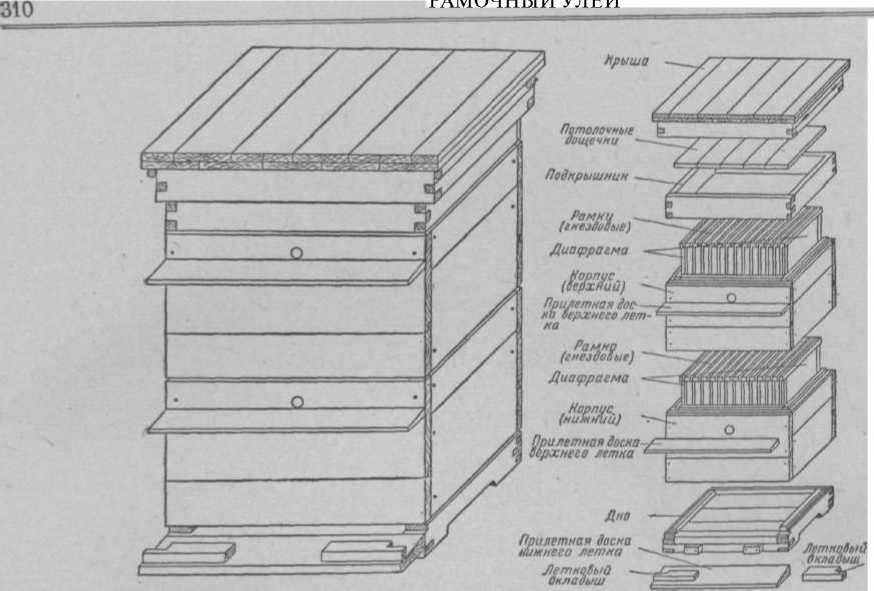 310
РАМОЧНЫЙ УЛЕЙ
Крыша
Потолочные
дощечки
Подкрышник
Рамки
(гнездовые)
Диафрагма
Корпус
(верхний)
Прилетная дос-
ка верхнего лет-
ка
Рамка
(гнездовые)
Диафрагма
Корпус
(нижний)
Прилетная доска
верхнего летка
Дно
Прилетная доска
нижнего летка
Летковый
вкладыш
Летковый
вкладыш